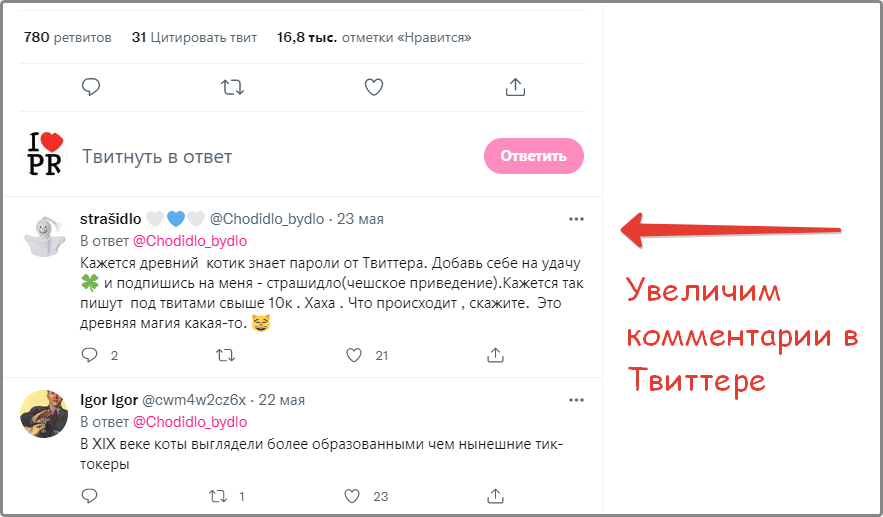 780 ретвитов 31 Цитировать твит 16,8 тыс. отметки «Нравится»
I ❤ PR
Твитнуть в ответ
Ответить
strašidlo 🤍💙🤍 @Chodidlo_bydlo · 23 мая
В ответ @Chodidlo_bydlo
Кажется древний котик знает пароли от Твиттера. Добавь себе на удачу
🍀 и подпишись на меня - страшидло(чешское приведение).Кажется так
пишут под твитами свыше 10к . Хаха . Что происходит , скажите. Это
древняя магия какая-то. 😸
2 21
Igor Igor @cwm4w2cz6x · 22 мая
В ответ @Chodidlo_bydlo
В XIX веке коты выглядели более образованными чем нынешние тик-
токеры
1 23
Увеличим
комментарии в
Твиттере